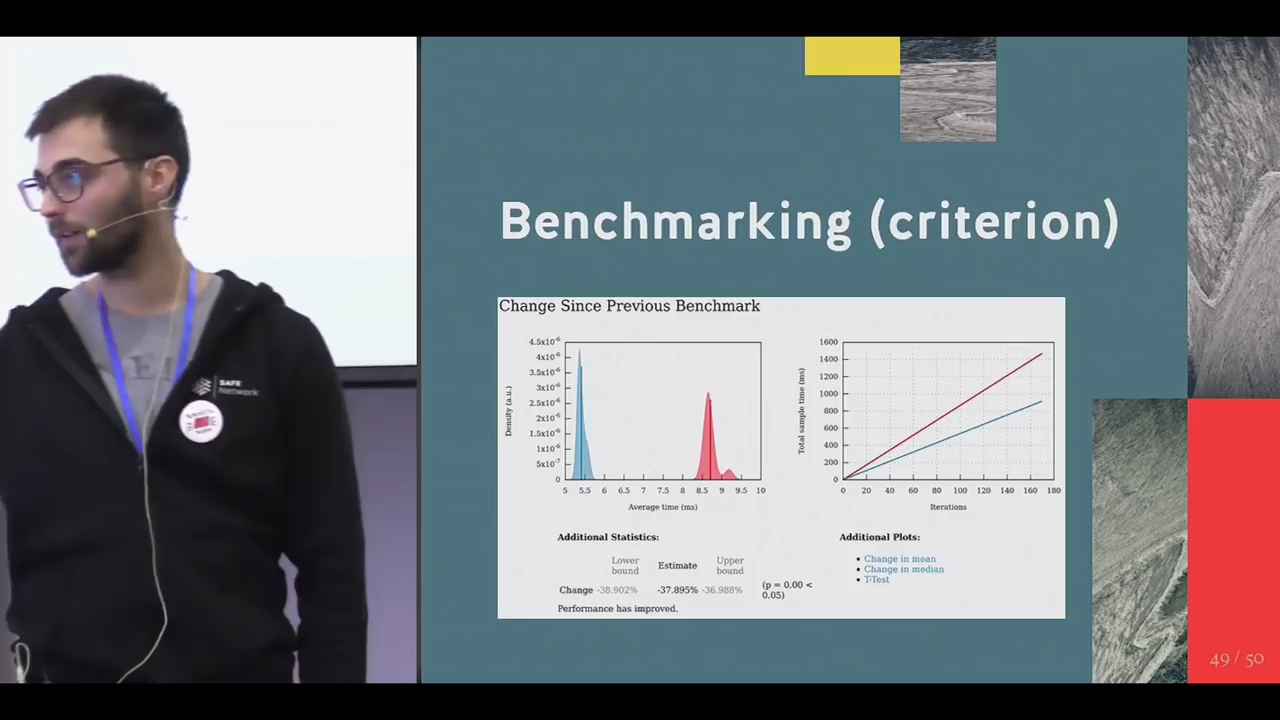 Benchmarking (criterion)
Change Since Previous Benchmark
4.5x10-6
4x10-6
3.5x10-6
3x10-6
2.5x10-6
2x10-6
1.5x10-6
1x10-6
5x10-7
0
Density (a.u.)
5 5.5 6 6.5 7 7.5 8 8.5 9 9.5 10
Average time (ms)
1600
1400
1200
1000
800
600
400
200
0
Total sample time (ms)
0 20 40 60 80 100 120 140 160 180
Iterations
Additional Statistics:
Lower bound Estimate Upper bound
Change -38.902% -37.895% -36.988% (p = 0.00 < 0.05)
Performance has improved.
Additional Plots:
• Change in mean
• Change in median
• T-Test
SAFE
Network
49 / 50